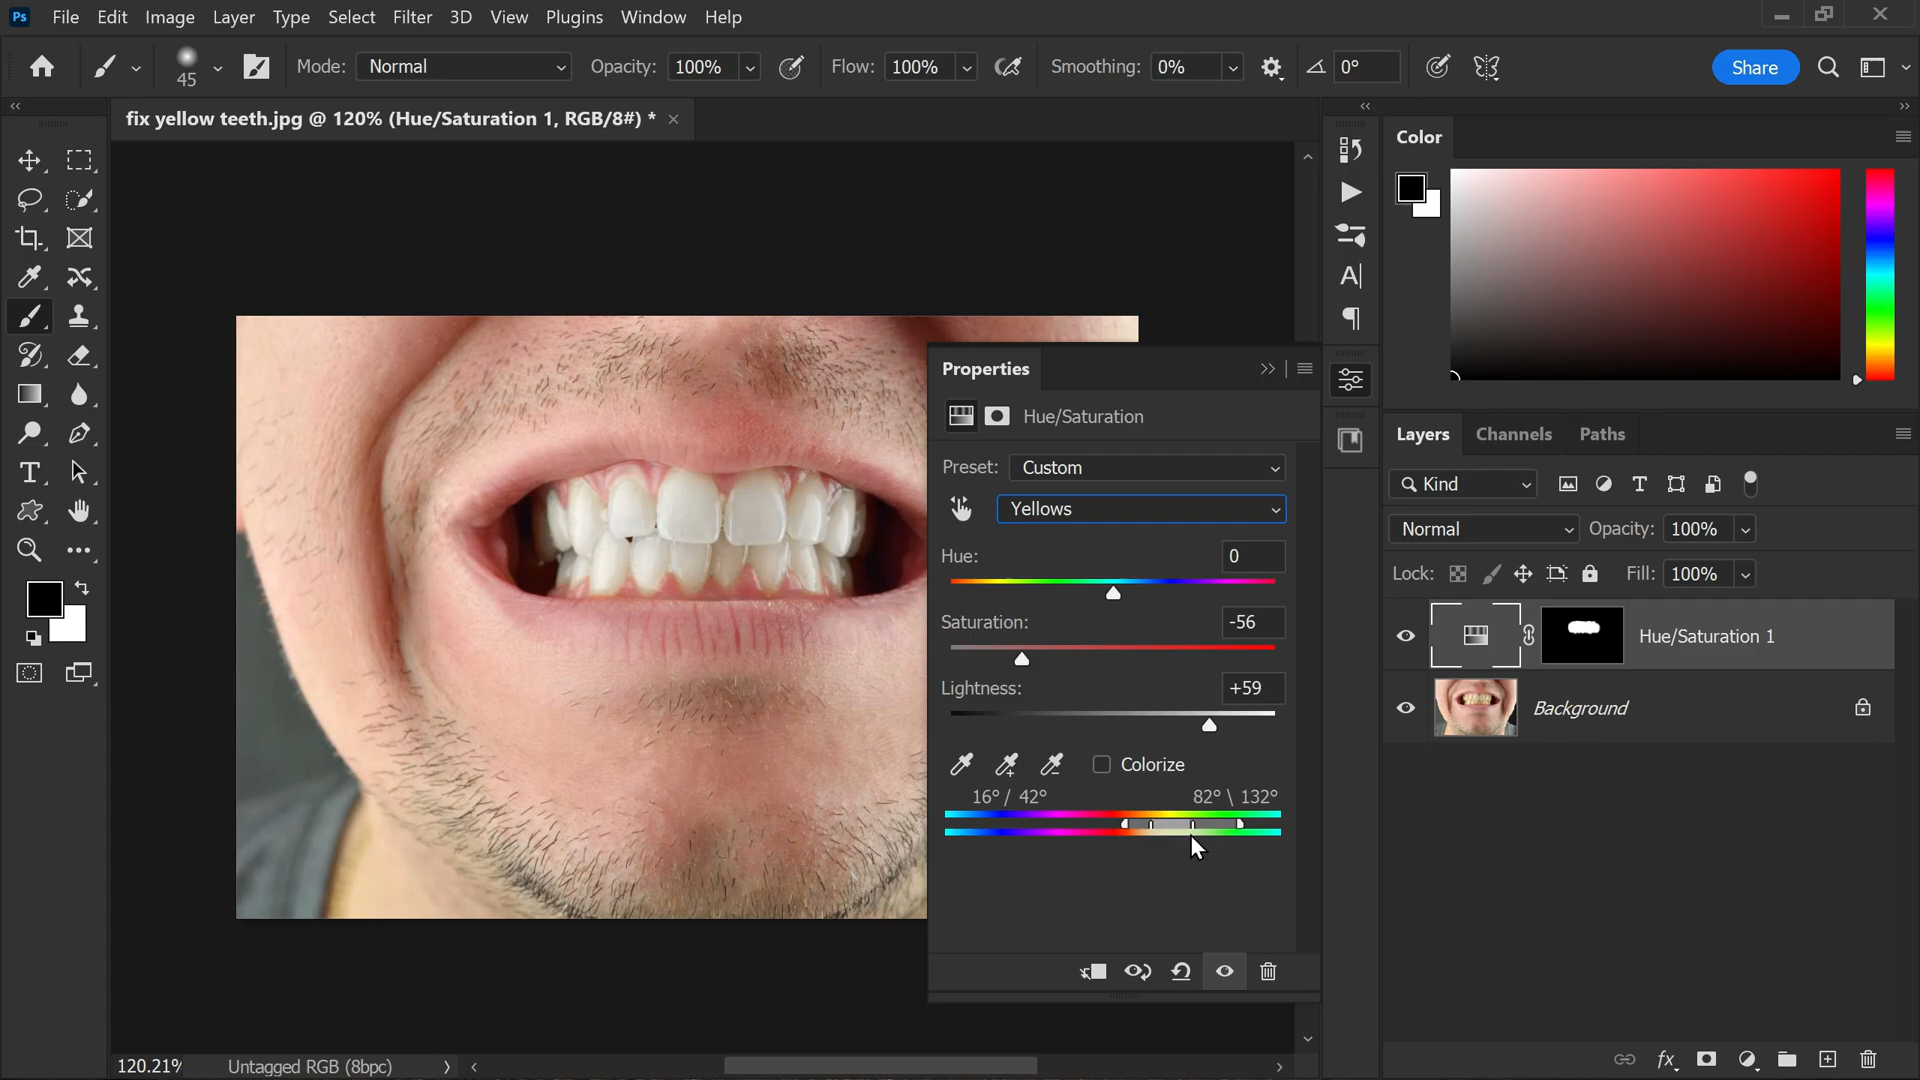 Ps File Edit Image Layer Type Select Filter 3D View Plugins Window Help
45 Mode: Normal Opacity: 100% Flow: 100% Smoothing: 0% 0° Share
fix yellow teeth.jpg @ 120% (Hue/Saturation 1, RGB/8#) *
Color
Properties
Hue/Saturation
Preset: Custom
Yellows
Hue: 0
Saturation: -56
Lightness: +59
Colorize
16° / 42° 82° \ 132°
Layers Channels Paths
Kind
Normal Opacity: 100%
Lock: Fill: 100%
Hue/Saturation 1
Background
120.21% Untagged RGB (8bpc)
fx